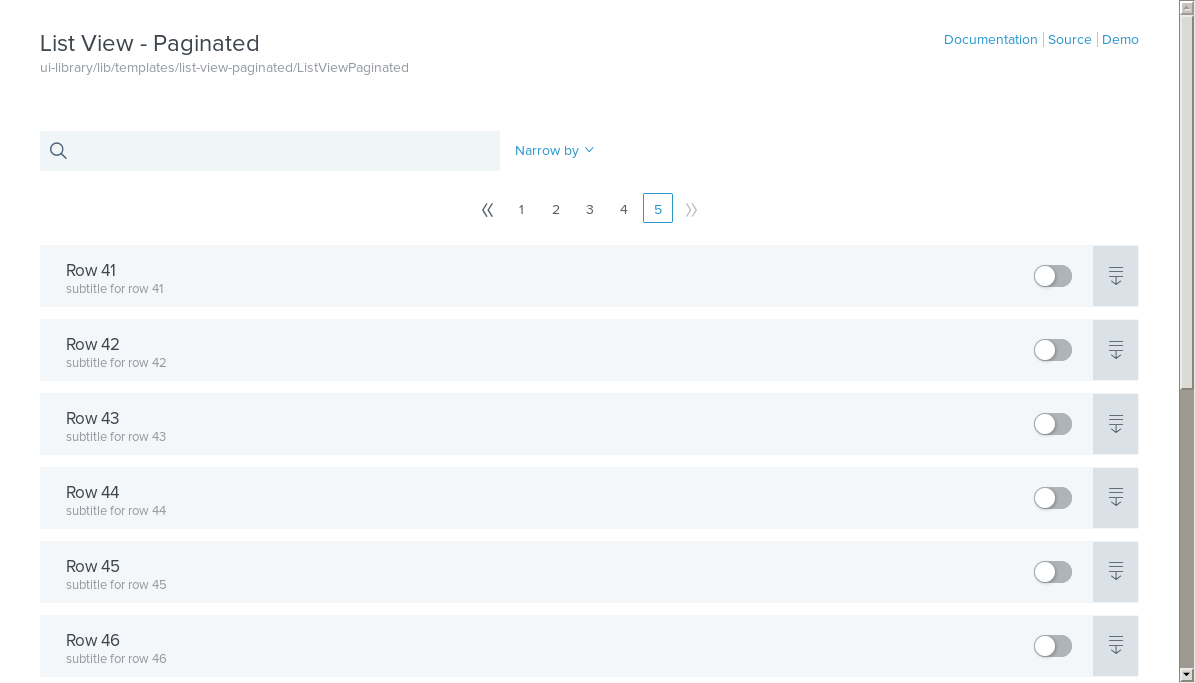 List View - Paginated
Documentation
Source
Demo
ui-library/lib/templates/list-view-paginated/ListViewPaginated
Narrow by
1 2 3 4 5
Row 41
subtitle for row 41
Row 42
subtitle for row 42
Row 43
subtitle for row 43
Row 44
subtitle for row 44
Row 45
subtitle for row 45
Row 46
subtitle for row 46